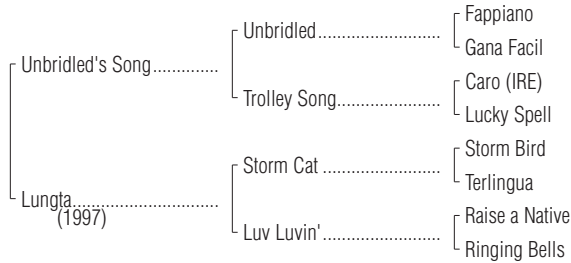 Fappiano
Unbridled......................
Gana Facil
Unbridled's Song.............
Caro (IRE)
Trolley Song...................
Lucky Spell
Storm Bird
Storm Cat ......................
Terlingua
Lungta............................
(1997)
Raise a Native
Luv Luvin'......................
Ringing Bells